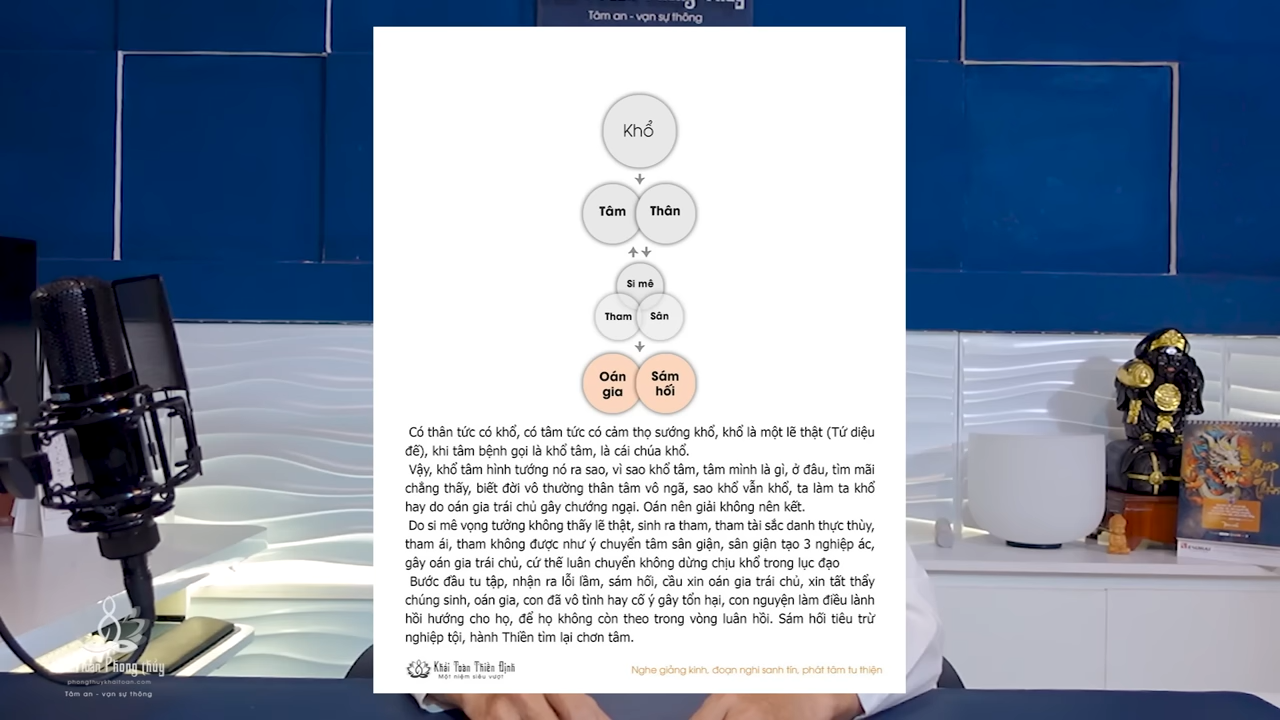 Tâm an - vạn sự thông
Khổ
Tâm Thân
Si mê
Tham Sân
Oán gia
Sám hối
Có thân tức có khổ, có tâm tức có cảm thọ sướng khổ, khổ là một lẽ thật (Tứ diệu
đế), khi tâm bệnh gọi là khổ tâm, là cái chúa khổ.
Vậy, khổ tâm hình tướng nó ra sao, vì sao khổ tâm, tâm mình là gì, ở đâu, tìm mãi
chẳng thấy, biết đời vô thường thân tâm vô ngã, sao khổ vẫn khổ, ta làm ta khổ
hay do oán gia trái chủ gây chướng ngại. Oán nên giải không nên kết.
Do si mê vọng tưởng không thấy lẽ thật, sinh ra tham, tham tài sắc danh thực thùy,
tham ái, tham không được như ý chuyển tâm sân giận, sân giận tạo 3 nghiệp ác,
gây oán gia trái chủ, cứ thế luân chuyển không dừng chịu khổ trong lục đạo
Bước đầu tu tập, nhận ra lỗi lầm, sám hối, cầu xin oán gia trái chủ, xin tất thẩy
chúng sinh, oán gia, con đã vô tình hay cố ý gây tổn hại, con nguyện làm điều lành
hồi hướng cho họ, để họ không còn theo trong vòng luân hồi. Sám hối tiêu trừ
nghiệp tội, hành Thiền tìm lại chơn tâm.
Khải Toàn Thiền Định
Một niệm siêu vượt
Nghe giảng kinh, đoạn nghi sanh tín, phát tâm tu thiện
Toàn Phong thủy
phongthuykhaitoan.com
Tâm an - vạn sự thông